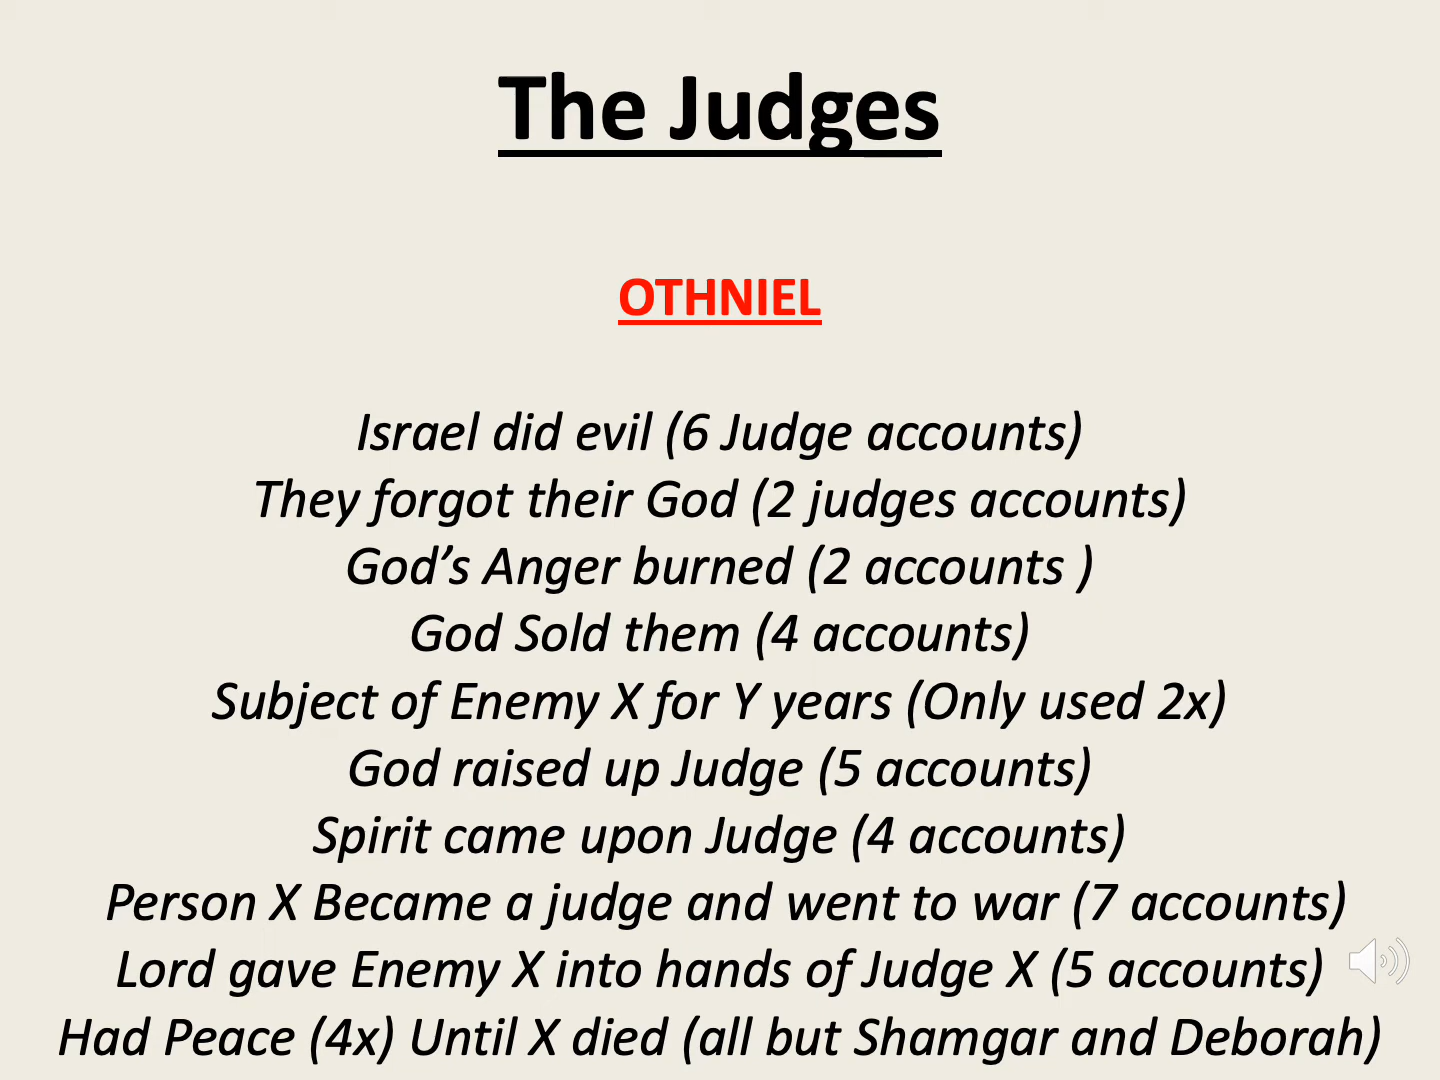 The Judges
OTHNIEL
Israel did evil (6 Judge accounts)
They forgot their God (2 judges accounts)
God’s Anger burned (2 accounts )
God Sold them (4 accounts)
Subject of Enemy X for Y years (Only used 2x)
God raised up Judge (5 accounts)
Spirit came upon Judge (4 accounts)
Person X Became a judge and went to war (7 accounts)
Lord gave Enemy X into hands of Judge X (5 accounts)
Had Peace (4x) Until X died (all but Shamgar and Deborah)